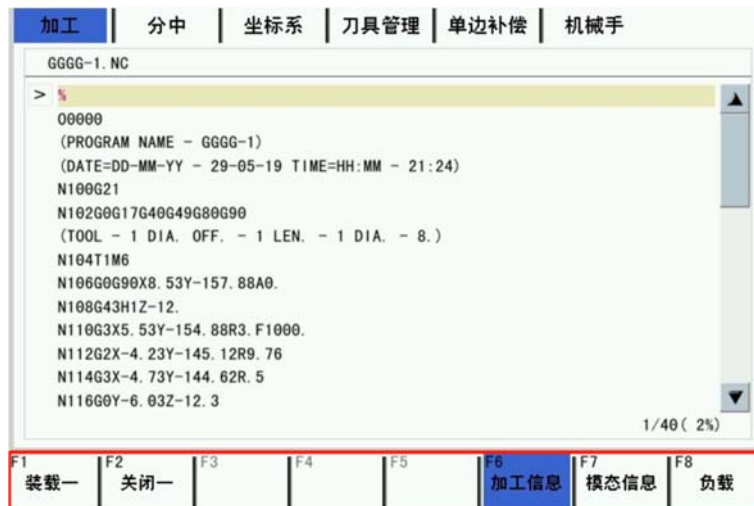 加工 分中 坐标系 刀具管理 单边补偿 机械手
GGGG-1.NC
> %
O0000
(PROGRAM NAME - GGGG-1)
(DATE=DD-MM-YY - 29-05-19 TIME=HH:MM - 21:24)
N100G21
N102G0G17G40G49G80G90
(TOOL - 1 DIA. OFF. - 1 LEN. - 1 DIA. - 8.)
N104T1M6
N106G0G90X8.53Y-157.88A0.
N108G43H1Z-12.
N110G3X5.53Y-154.88R3.F1000.
N112G2X-4.23Y-145.12R9.76
N114G3X-4.73Y-144.62R.5
N116G0Y-6.03Z-12.3
1/40( 2%)
F1 F2 F3 F4 F5 F6 F7 F8
装载一 关闭一 加工信息 模态信息 负载